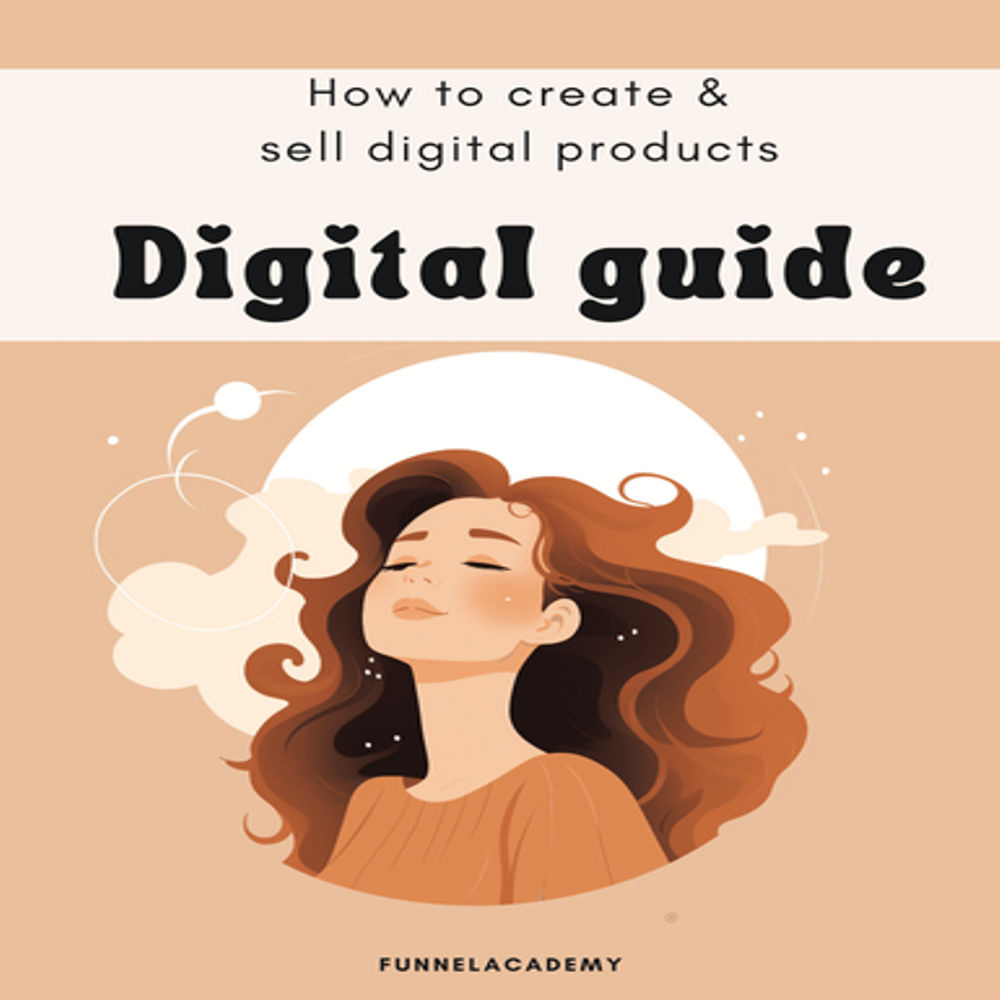 How to create &
sell digital products
Digital guide
®
FUNNELACADEMY